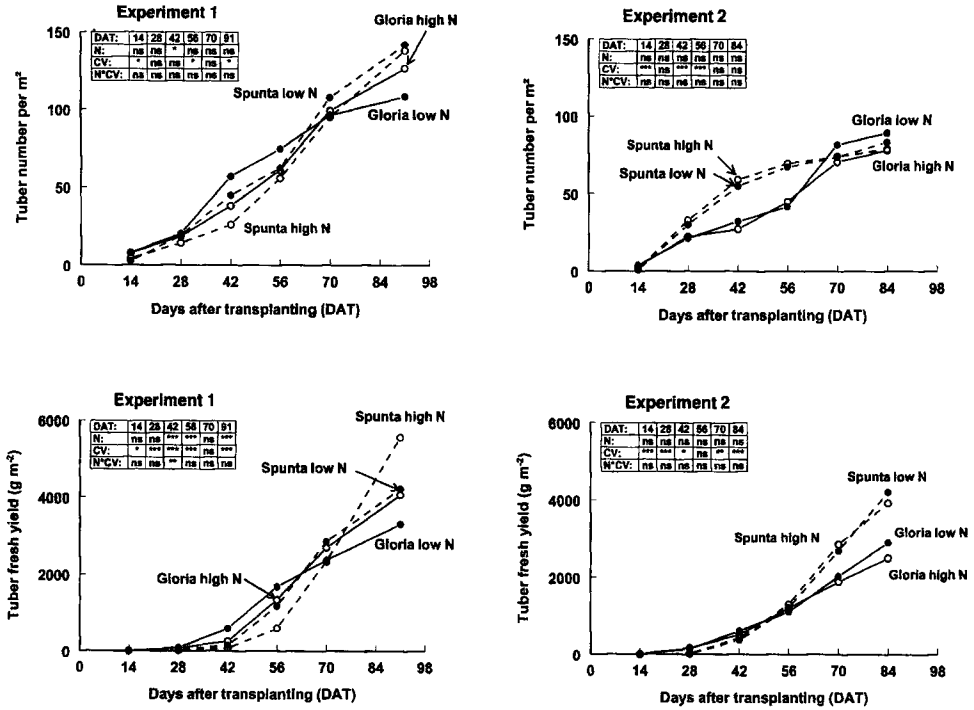 Experiment 1
DAT: 14 28 42 56 70 91
N: ns ns * ns ns ns
CV: * ns ns * ns *
N*CV: ns ns ns ns ns ns
Gloria high N
Spunta low N
Gloria low N
Spunta high N
Tuber number per m²
150
100
50
0
0 14 28 42 56 70 84 98
Days after transplanting (DAT)
Experiment 2
DAT: 14 28 42 56 70 84
N: ns ns ns ns ns ns
CV: *** ns *** *** ns ns
N*CV: ns ns ns ns ns ns
Gloria low N
Spunta high N
Spunta low N
Gloria high N
Tuber number per m²
150
100
50
0
0 14 28 42 56 70 84 98
Days after transplanting (DAT)
Experiment 1
DAT: 14 28 42 56 70 91
N: ns ns *** *** ns ***
CV: * *** *** *** ns ***
N*CV: ns ns ** ns ns ns
Spunta high N
Spunta low N
Gloria low N
Gloria high N
Tuber fresh yield (g m⁻²)
6000
4000
2000
0
0 14 28 42 56 70 84 98
Days after transplanting (DAT)
Experiment 2
DAT: 14 28 42 56 70 84
N: ns ns ns ns ns ns
CV: *** *** * ns ** ***
N*CV: ns ns ns ns ns ns
Spunta low N
Spunta high N
Gloria low N
Gloria high N
Tuber fresh yield (g m⁻²)
6000
4000
2000
0
0 14 28 42 56 70 84 98
Days after transplanting (DAT)